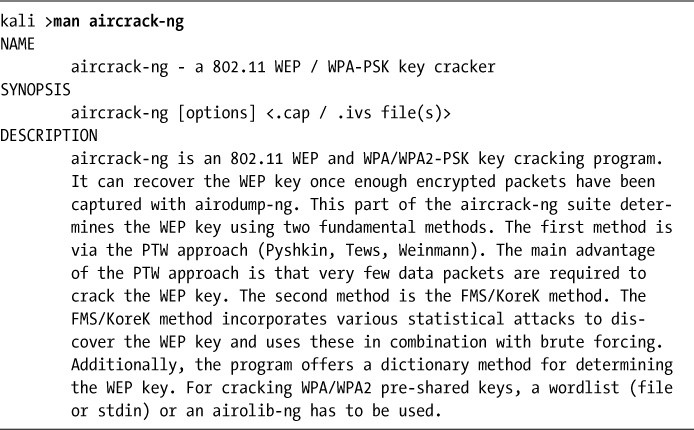 kali >man aircrack-ng
NAME
aircrack-ng - a 802.11 WEP / WPA-PSK key cracker
SYNOPSIS
aircrack-ng [options] <.cap / .ivs file(s)>
DESCRIPTION
aircrack-ng is an 802.11 WEP and WPA/WPA2-PSK key cracking program.
It can recover the WEP key once enough encrypted packets have been
captured with airodump-ng. This part of the aircrack-ng suite deter-
mines the WEP key using two fundamental methods. The first method is
via the PTW approach (Pyshkin, Tews, Weinmann). The main advantage
of the PTW approach is that very few data packets are required to
crack the WEP key. The second method is the FMS/KoreK method. The
FMS/KoreK method incorporates various statistical attacks to dis-
cover the WEP key and uses these in combination with brute forcing.
Additionally, the program offers a dictionary method for determining
the WEP key. For cracking WPA/WPA2 pre-shared keys, a wordlist (file
or stdin) or an airolib-ng has to be used.